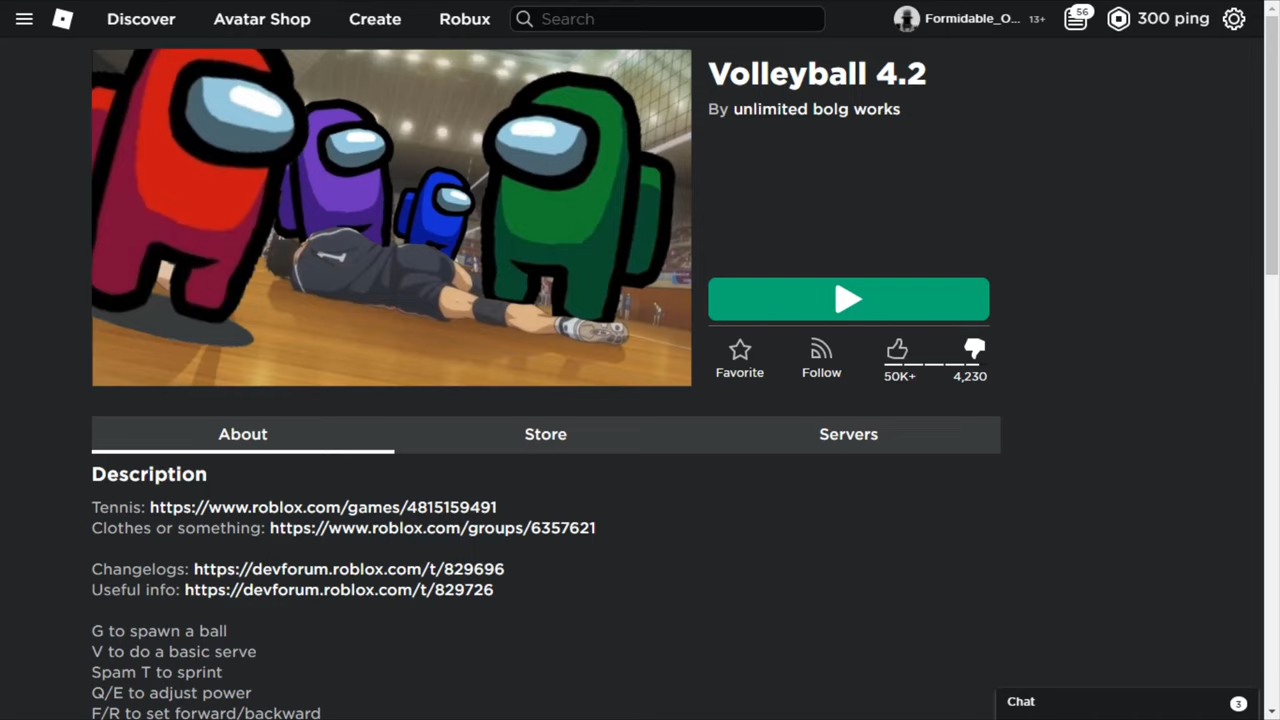 Discover
Avatar Shop
Create
Robux
Search
Formidable_O... 13+
56
300 ping
Volleyball 4.2
By unlimited bolg works
1
Favorite
Follow
50K+
4,230
About
Store
Servers
Description
Tennis: https://www.roblox.com/games/4815159491
Clothes or something: https://www.roblox.com/groups/6357621
Changelogs: https://devforum.roblox.com/t/829696
Useful info: https://devforum.roblox.com/t/829726
G to spawn a ball
V to do a basic serve
Spam T to sprint
Q/E to adjust power
F/R to set forward/backward
Chat
3